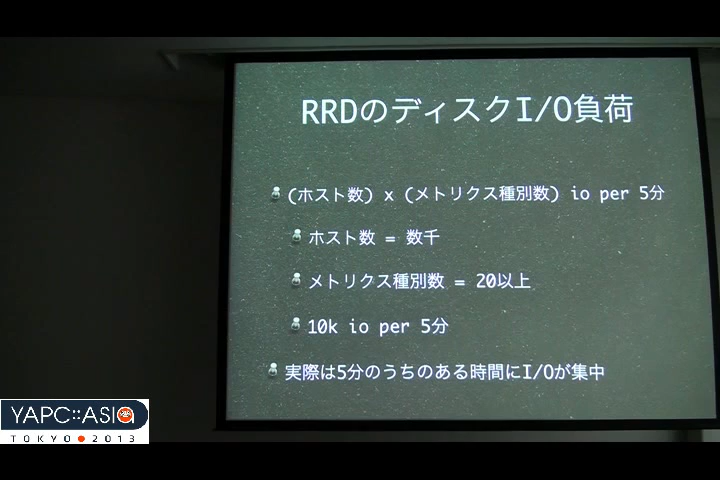 RRDのディスクI/O負荷
(ホスト数) x (メトリクス種別数) io per 5分
ホスト数 = 数千
メトリクス種別数 = 20以上
10k io per 5分
実際は5分のうちのある時間にI/Oが集中
YAPC::ASIA
TOKYO●2013